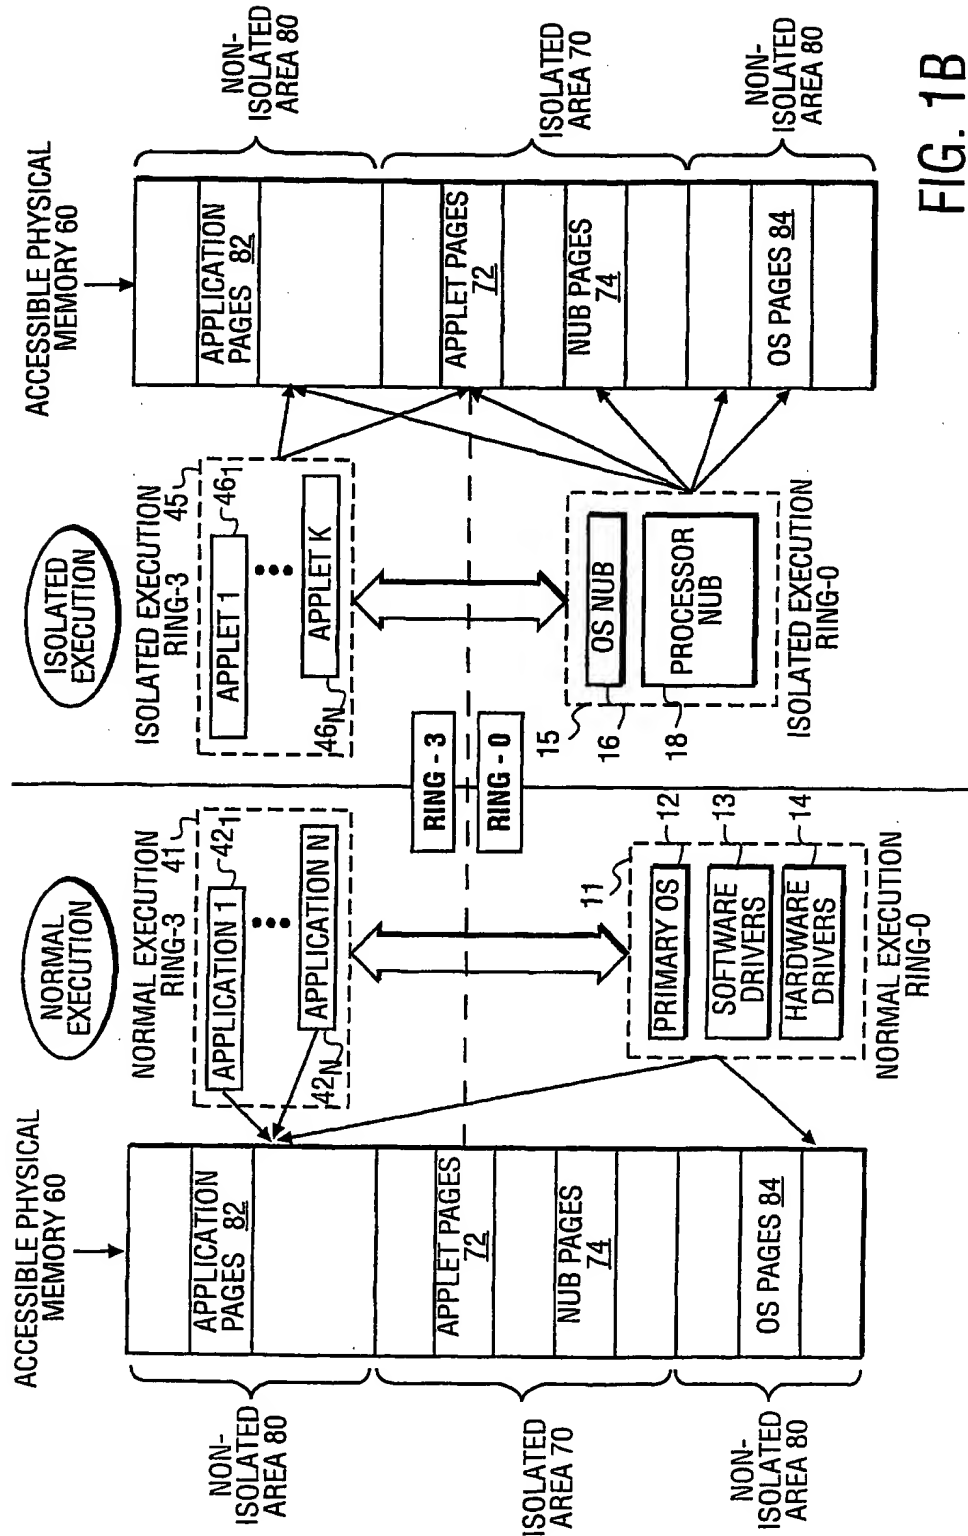 ACCESSIBLE PHYSICAL
MEMORY 60
NON-
ISOLATED
AREA 80
ISOLATED
AREA 70
NON-
ISOLATED
AREA 80
APPLICATION
PAGES 82
APPLET PAGES
72
NUB PAGES
74
OS PAGES 84
NORMAL
EXECUTION
NORMAL EXECUTION
RING-3
41
APPLICATION 1
42 1
APPLICATION N
42 N
11
PRIMARY OS
12
SOFTWARE
DRIVERS
13
HARDWARE
DRIVERS
14
NORMAL EXECUTION
RING-0
RING - 3
RING - 0
ISOLATED
EXECUTION
ISOLATED EXECUTION
RING-3
45
APPLET 1
46 1
APPLET K
46 N
15
OS NUB
16
PROCESSOR
NUB
18
ISOLATED EXECUTION
RING-0
ACCESSIBLE PHYSICAL
MEMORY 60
APPLICATION
PAGES 82
APPLET PAGES
72
NUB PAGES
74
OS PAGES 84
NON-
ISOLATED
AREA 80
ISOLATED
AREA 70
NON-
ISOLATED
AREA 80
FIG. 1B